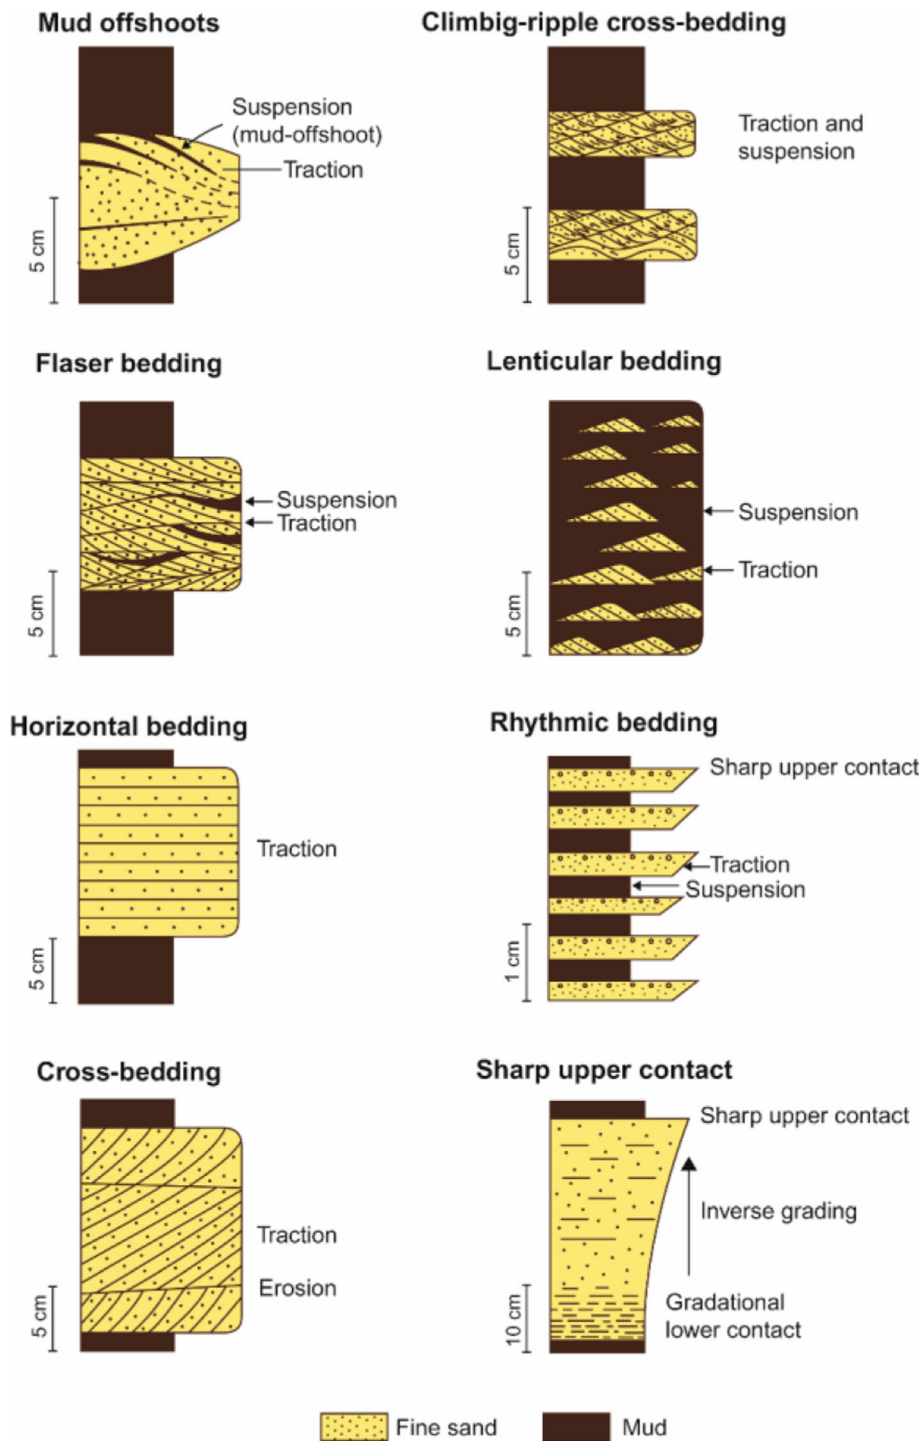 Mud offshoots
Suspension
(mud-offshoot)
Traction
5 cm
Climbig-ripple cross-bedding
Traction and
suspension
5 cm
Flaser bedding
Suspension
Traction
5 cm
Lenticular bedding
Suspension
Traction
5 cm
Horizontal bedding
Traction
5 cm
Rhythmic bedding
Sharp upper contact
Traction
Suspension
1 cm
Cross-bedding
Traction
Erosion
5 cm
Sharp upper contact
Sharp upper contact
Inverse grading
Gradational
lower contact
10 cm
Fine sand
Mud